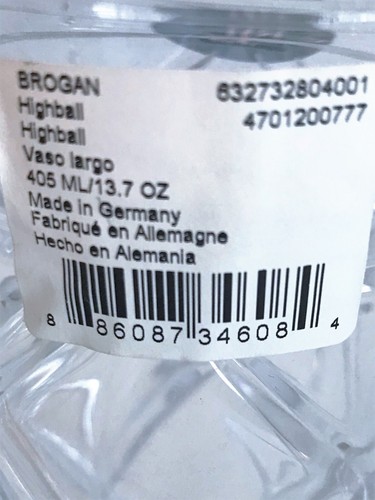 BROGAN 632732804001
Highball 4701200777
Highball
Vaso largo
405 ML/13.7 OZ
Made in Germany
Fabriqué en Allemagne
Hecho en Alemania
8 86087 34608 4